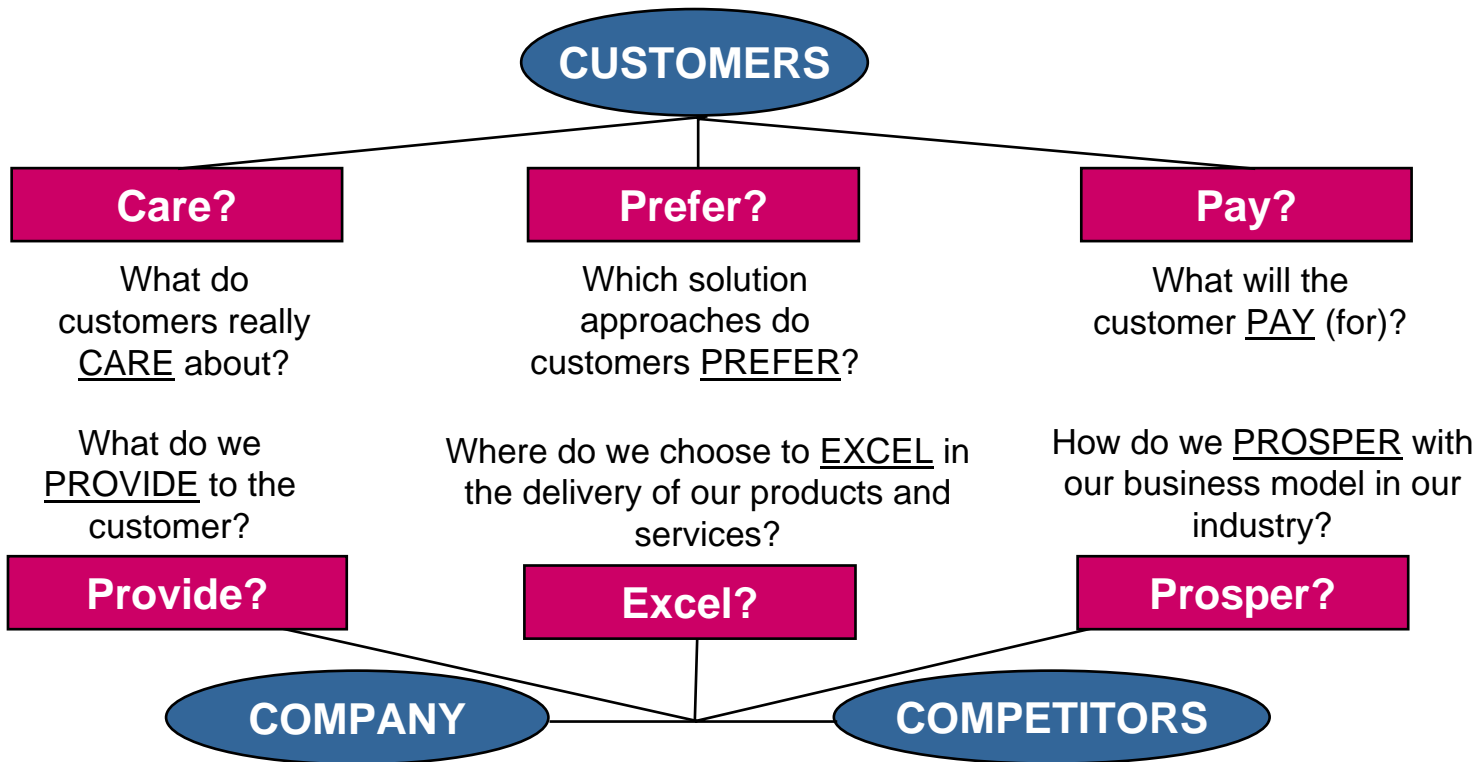 CUSTOMERS
Care?
Prefer?
Pay?
What do
customers really
CARE about?
Which solution
approaches do
customers PREFER?
What will the
customer PAY (for)?
What do we
PROVIDE to the
customer?
Where do we choose to EXCEL in
the delivery of our products and
services?
How do we PROSPER with
our business model in our
industry?
Provide?
Excel?
Prosper?
COMPANY
COMPETITORS